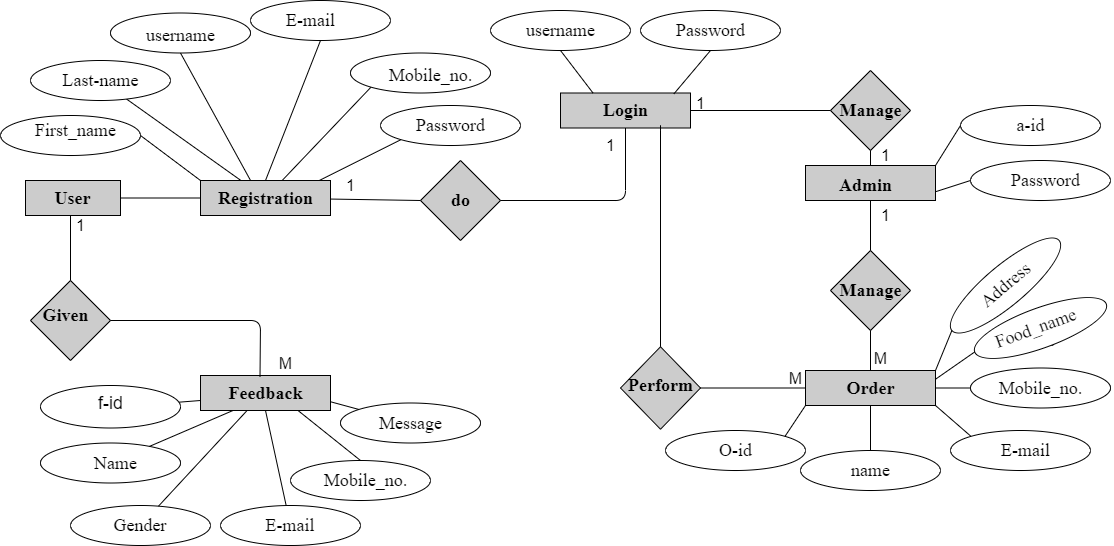 E-mail
username
username
Password
Last-name
Mobile_no.
First_name
Password
Login
1
Manage
a-id
1
1
Admin
Password
User
Registration
1
do
1
1
Address
Given
Manage
Food_name
M
M
Feedback
Perform
M
Order
Mobile_no.
f-id
Message
O-id
E-mail
Name
Mobile_no.
name
Gender
E-mail